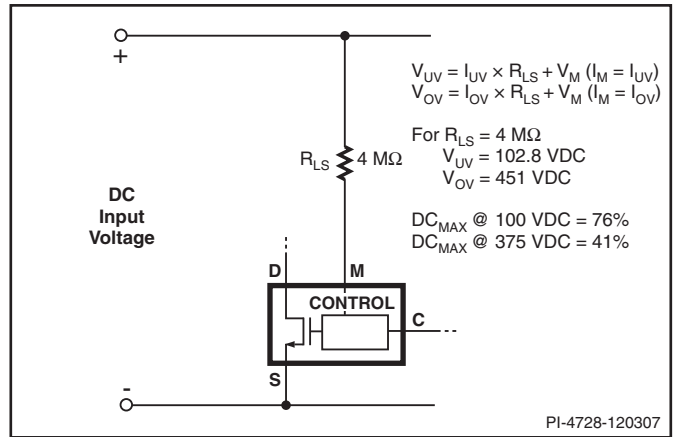 +
V_UV = I_UV × R_LS + V_M (I_M = I_UV)
V_OV = I_OV × R_LS + V_M (I_M = I_OV)
For R_LS = 4 MΩ
V_UV = 102.8 VDC
V_OV = 451 VDC
DC_MAX @ 100 VDC = 76%
DC_MAX @ 375 VDC = 41%
R_LS 4 MΩ
DC
Input
Voltage
D M
CONTROL
C
S
-
PI-4728-120307